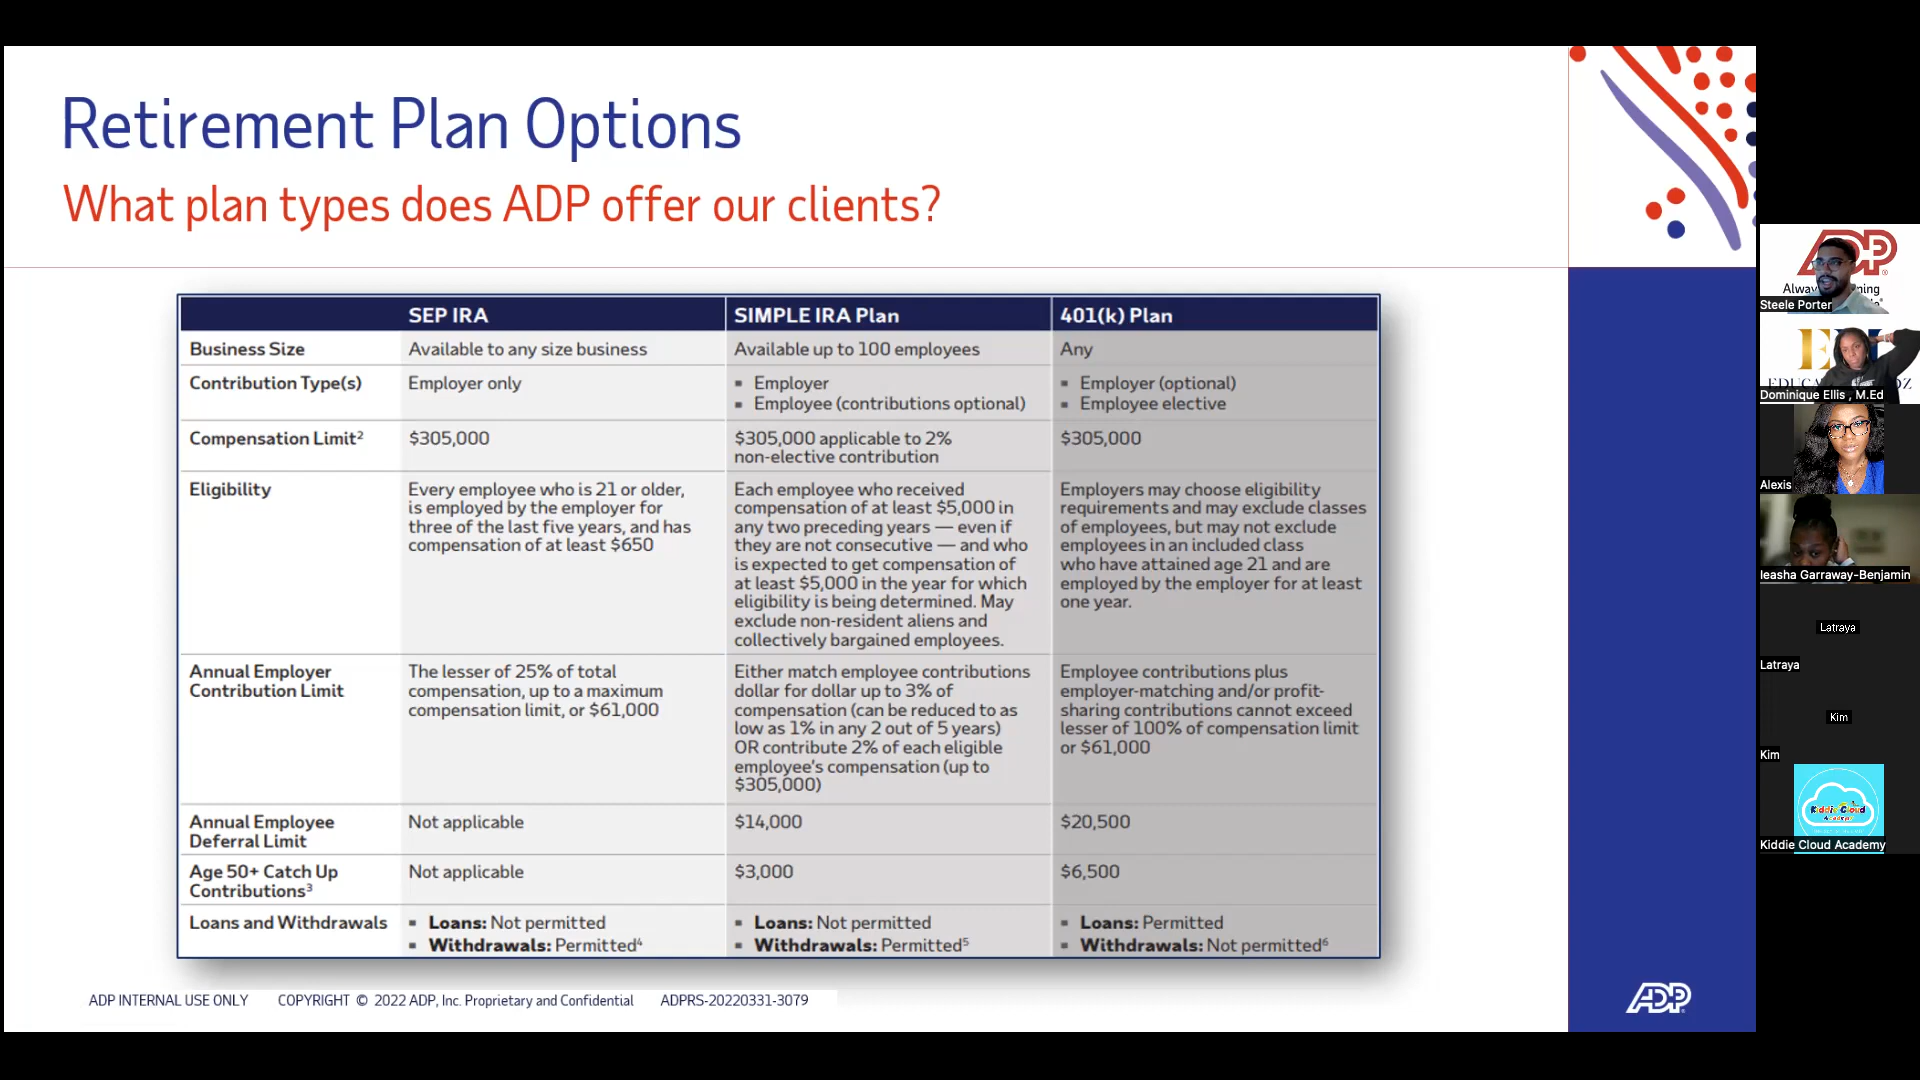 Retirement Plan Options
What plan types does ADP offer our clients?
SEP IRA
SIMPLE IRA Plan
401(k) Plan
Business Size
Available to any size business
Available up to 100 employees
Any
Contribution Type(s)
Employer only
▪ Employer
▪ Employee (contributions optional)
▪ Employer (optional)
▪ Employee elective
Compensation Limit²
$305,000
$305,000 applicable to 2%
non-elective contribution
$305,000
Eligibility
Every employee who is 21 or older,
is employed by the employer for
three of the last five years, and has
compensation of at least $650
Each employee who received
compensation of at least $5,000 in
any two preceding years — even if
they are not consecutive — and who
is expected to get compensation of
at least $5,000 in the year for which
eligibility is being determined. May
exclude non-resident aliens and
collectively bargained employees.
Employers may choose eligibility
requirements and may exclude classes
of employees, but may not exclude
employees in an included class
who have attained age 21 and are
employed by the employer for at least
one year.
Annual Employer
Contribution Limit
The lesser of 25% of total
compensation, up to a maximum
compensation limit, or $61,000
Either match employee contributions
dollar for dollar up to 3% of
compensation (can be reduced to as
low as 1% in any 2 out of 5 years)
OR contribute 2% of each eligible
employee's compensation (up to
$305,000)
Employee contributions plus
employer-matching and/or profit-
sharing contributions cannot exceed
lesser of 100% of compensation limit
or $61,000
Annual Employee
Deferral Limit
Not applicable
$14,000
$20,500
Age 50+ Catch Up
Contributions³
Not applicable
$3,000
$6,500
Loans and Withdrawals
▪ Loans: Not permitted
▪ Withdrawals: Permitted⁴
▪ Loans: Not permitted
▪ Withdrawals: Permitted⁵
▪ Loans: Permitted
▪ Withdrawals: Not permitted⁶
ADP INTERNAL USE ONLY COPYRIGHT © 2022 ADP, Inc. Proprietary and Confidential ADPRS-20220331-3079
ADP
ADP
Steele Porter
Dominique Ellis , M.Ed
Alexis
Ieasha Garraway-Benjamin
Latraya
Latraya
Kim
Kim
Kiddie Cloud
Academy
Kiddie Cloud Academy